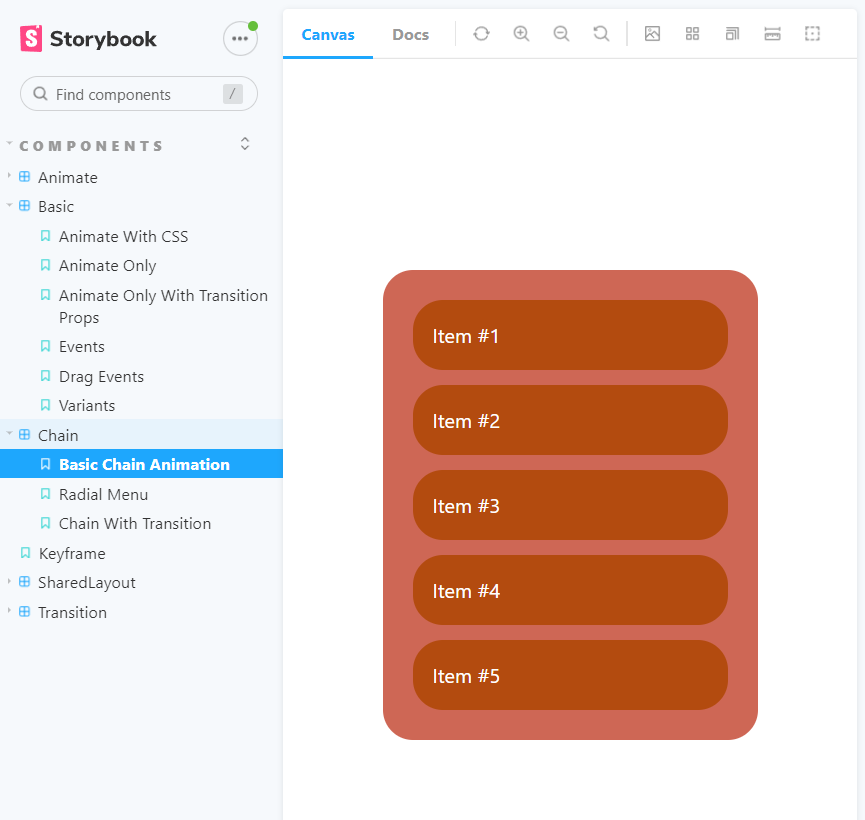 Storybook
Find components
/
COMPONENTS
Animate
Basic
Animate With CSS
Animate Only
Animate Only With Transition
Props
Events
Drag Events
Variants
Chain
Basic Chain Animation
Radial Menu
Chain With Transition
Keyframe
SharedLayout
Transition
Canvas
Docs
Item #1
Item #2
Item #3
Item #4
Item #5